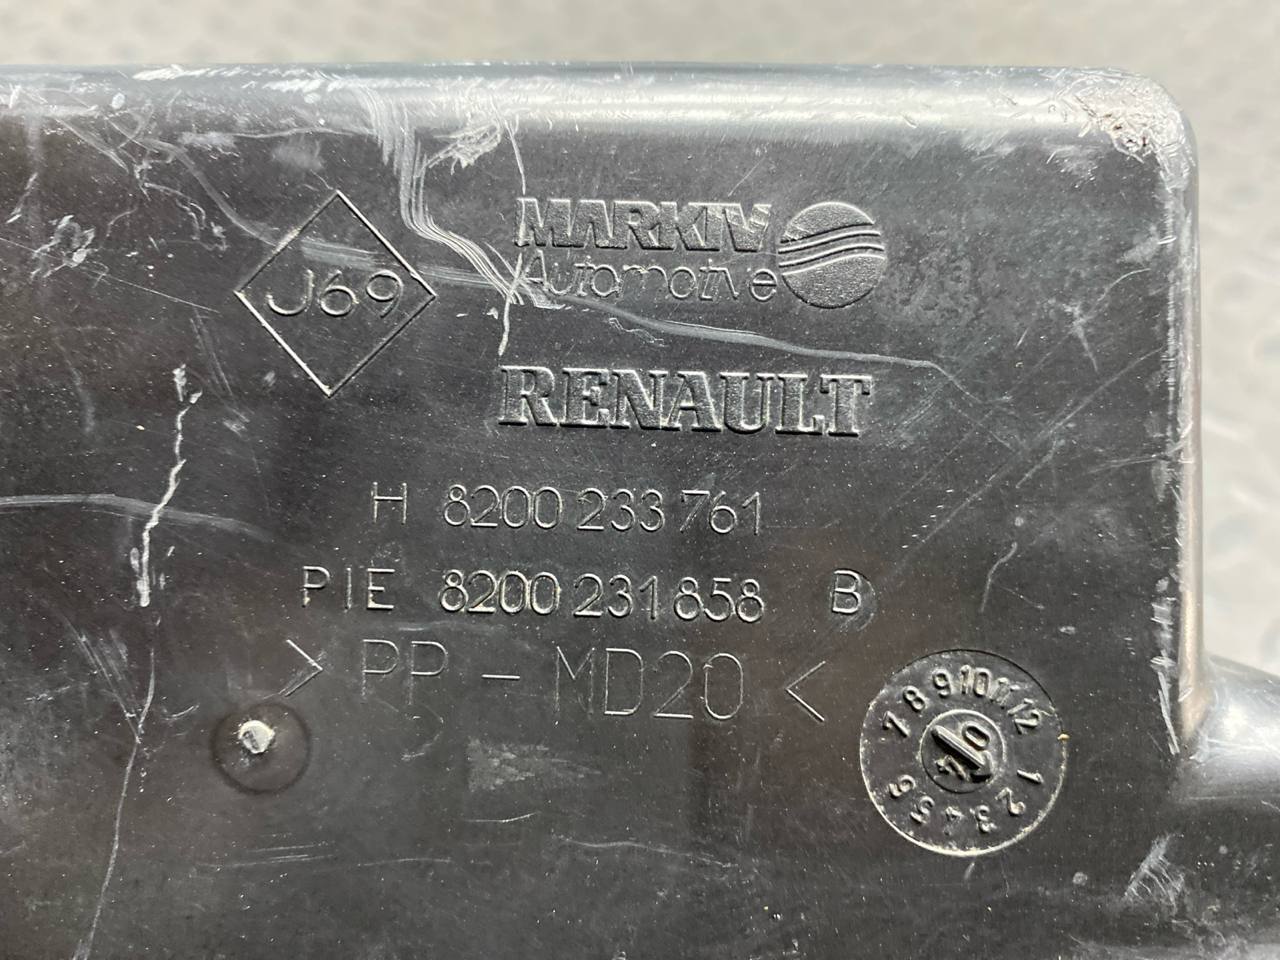 J69
MARKIV
Automotive
RENAULT
H 8200 233 761
PIE 8200 231 858 B
> PP - MD20 <
1 2 3 4 5 6 7 8 9 10 11 12